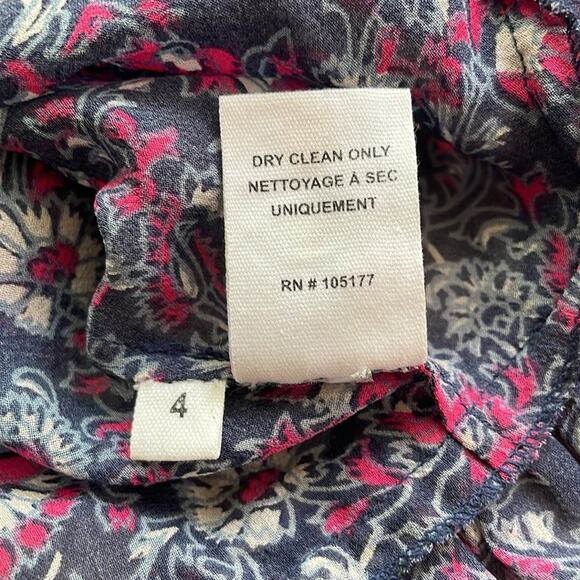 DRY CLEAN ONLY
NETTOYAGE À SEC
UNIQUEMENT
RN # 105177
4